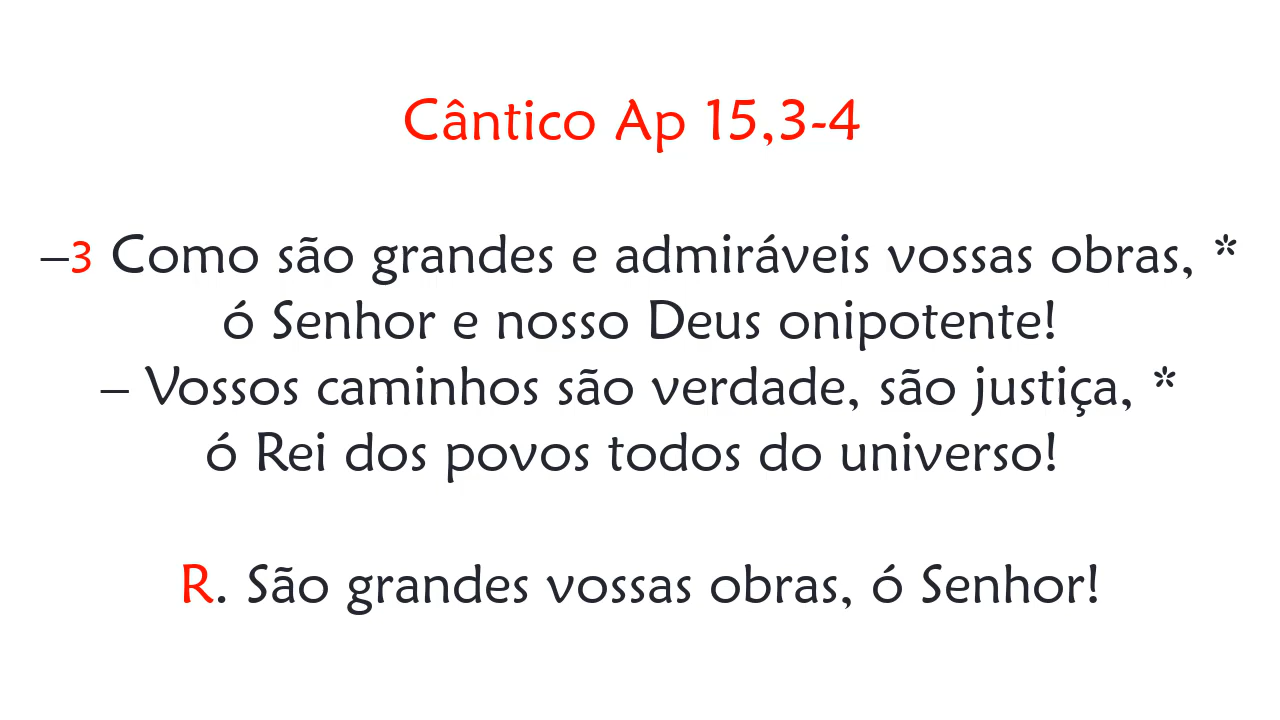 Cântico Ap 15,3-4
–3 Como são grandes e admiráveis vossas obras, *
ó Senhor e nosso Deus onipotente!
– Vossos caminhos são verdade, são justiça, *
ó Rei dos povos todos do universo!
R. São grandes vossas obras, ó Senhor!